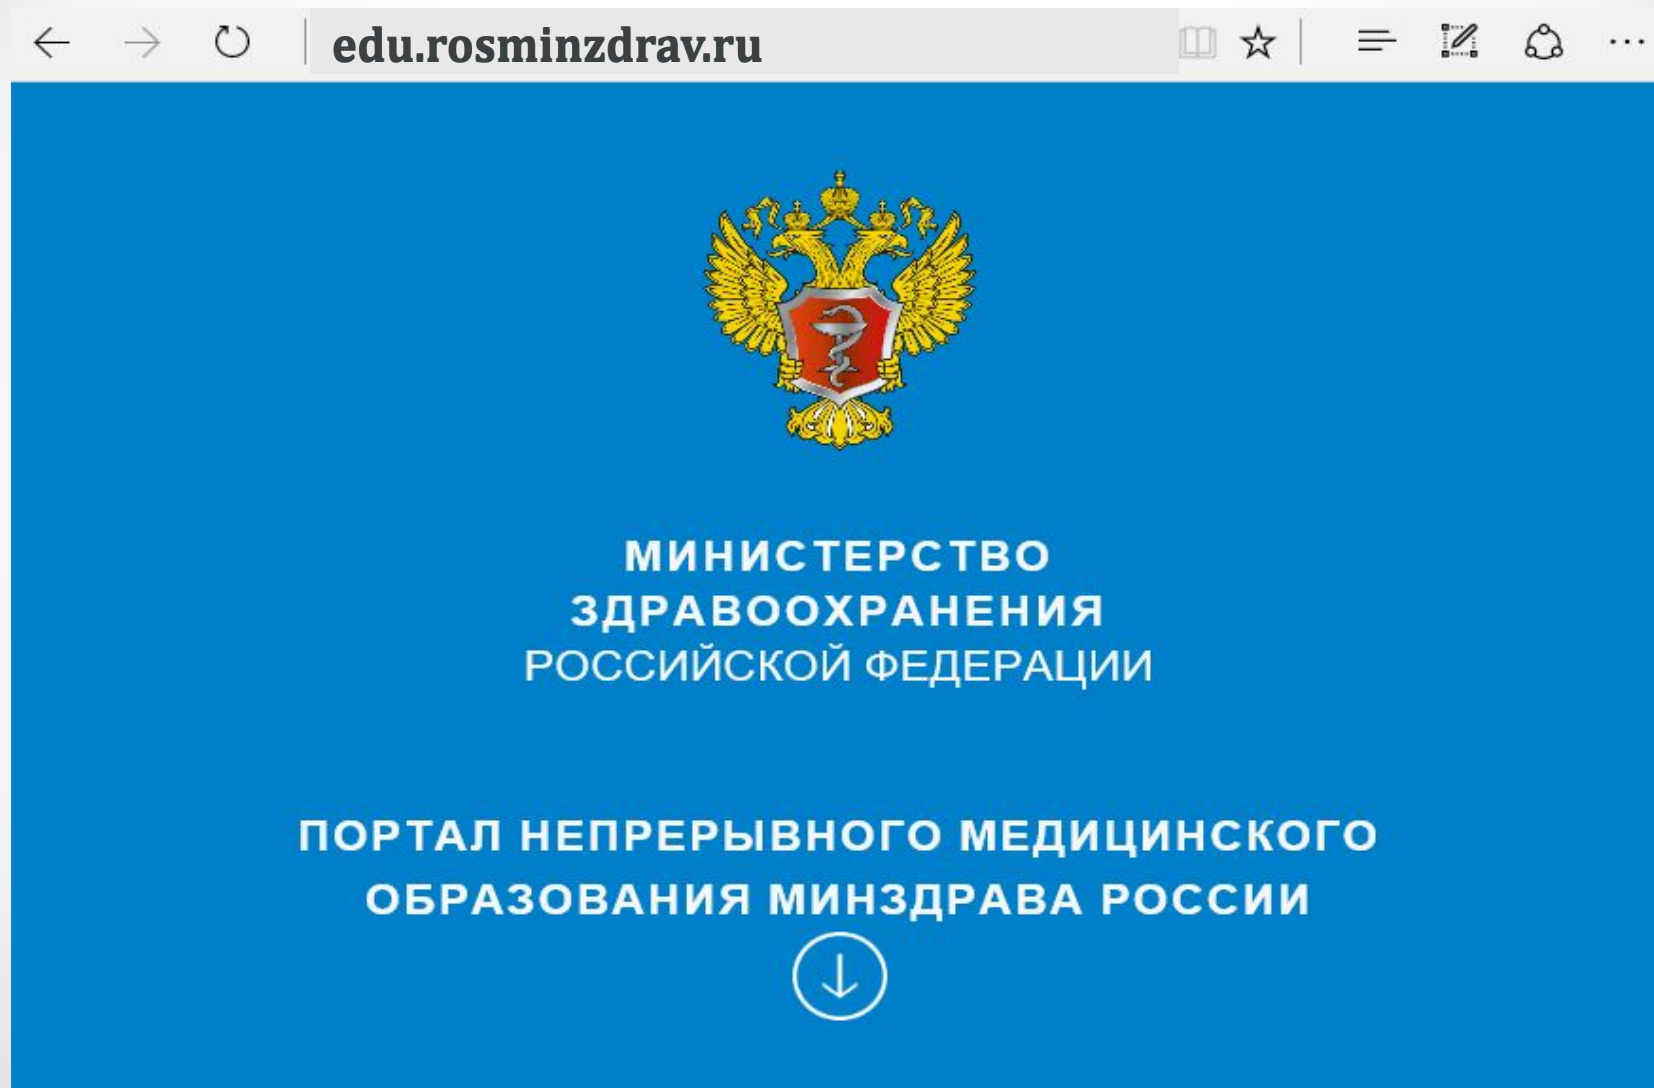 edu.rosminzdrav.ru
МИНИСТЕРСТВО
ЗДРАВООХРАНЕНИЯ
РОССИЙСКОЙ ФЕДЕРАЦИИ
ПОРТАЛ НЕПРЕРЫВНОГО МЕДИЦИНСКОГО
ОБРАЗОВАНИЯ МИНЗДРАВА РОССИИ